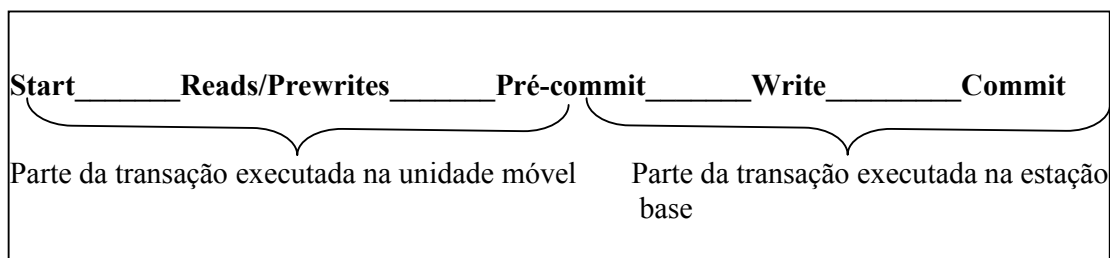 Start_______Reads/Prewrites_______Pré-commit_______Write_________Commit
Parte da transação executada na unidade móvel Parte da transação executada na estação
base